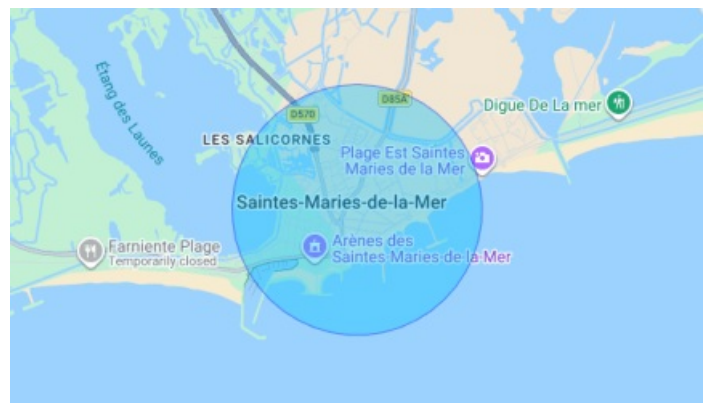 Étang des Launes
D570
D85A
Digue De La mer
LES SALICORNES
Plage Est Saintes
Maries de la Mer
Saintes-Maries-de-la-Mer
Farniente Plage
Temporarily closed
Arènes des
Saintes-Maries-de-la-Mer